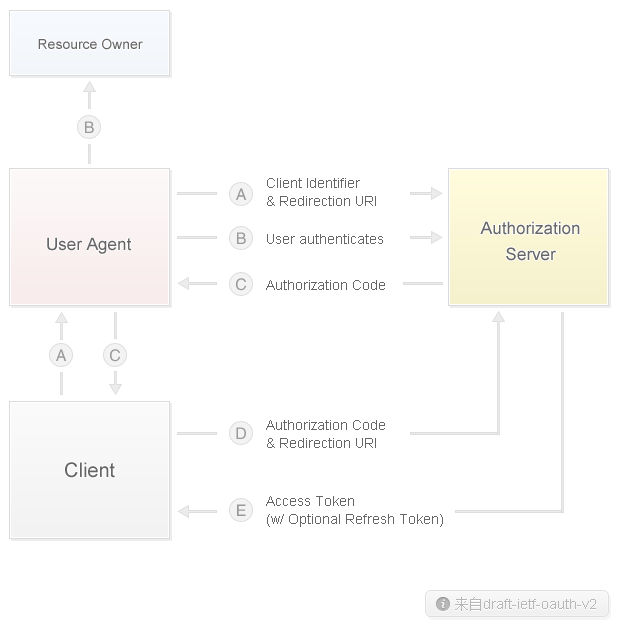 Resource Owner
B
User Agent
A
Client Identifier
& Redirection URI
B
User authenticates
C
Authorization Code
Authorization
Server
A
C
Client
D
Authorization Code
& Redirection URI
E
Access Token
(w/ Optional Refresh Token)
i 来自draft-ietf-oauth-v2